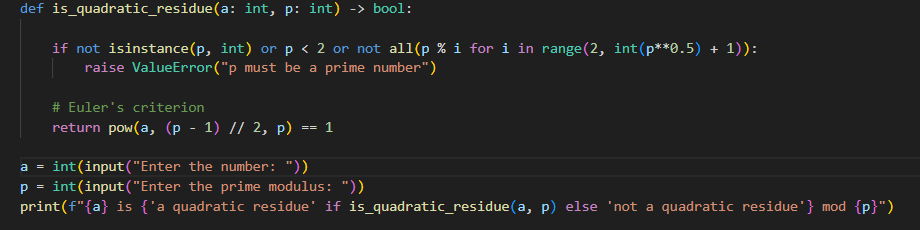 def is_quadratic_residue(a: int, p: int) -> bool:
if not isinstance(p, int) or p < 2 or not all(p % i for i in range(2, int(p**0.5) + 1)):
raise ValueError("p must be a prime number")
# Euler's criterion
return pow(a, (p - 1) // 2, p) == 1
a = int(input("Enter the number: "))
p = int(input("Enter the prime modulus: "))
print(f"{a} is {'a quadratic residue' if is_quadratic_residue(a, p) else 'not a quadratic residue'} mod {p}")